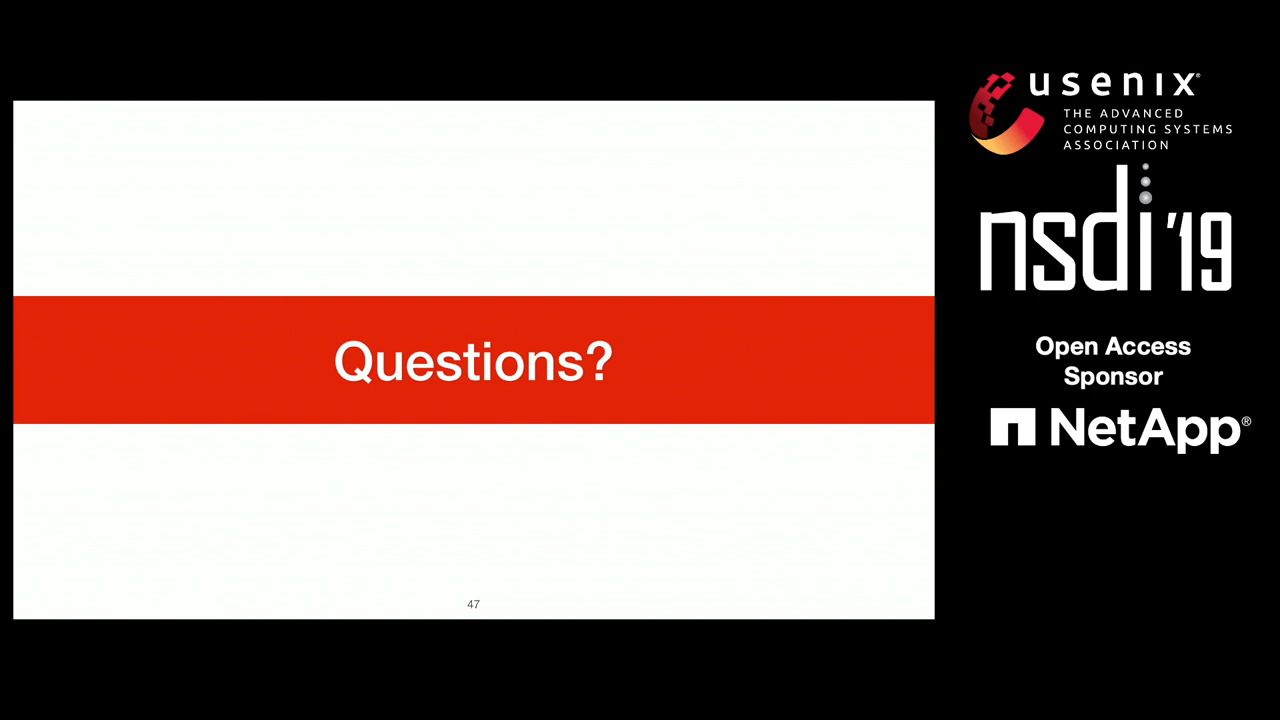 Questions?
47
usenix®
THE ADVANCED
COMPUTING SYSTEMS
ASSOCIATION
nsdi '19
Open Access
Sponsor
NetApp®